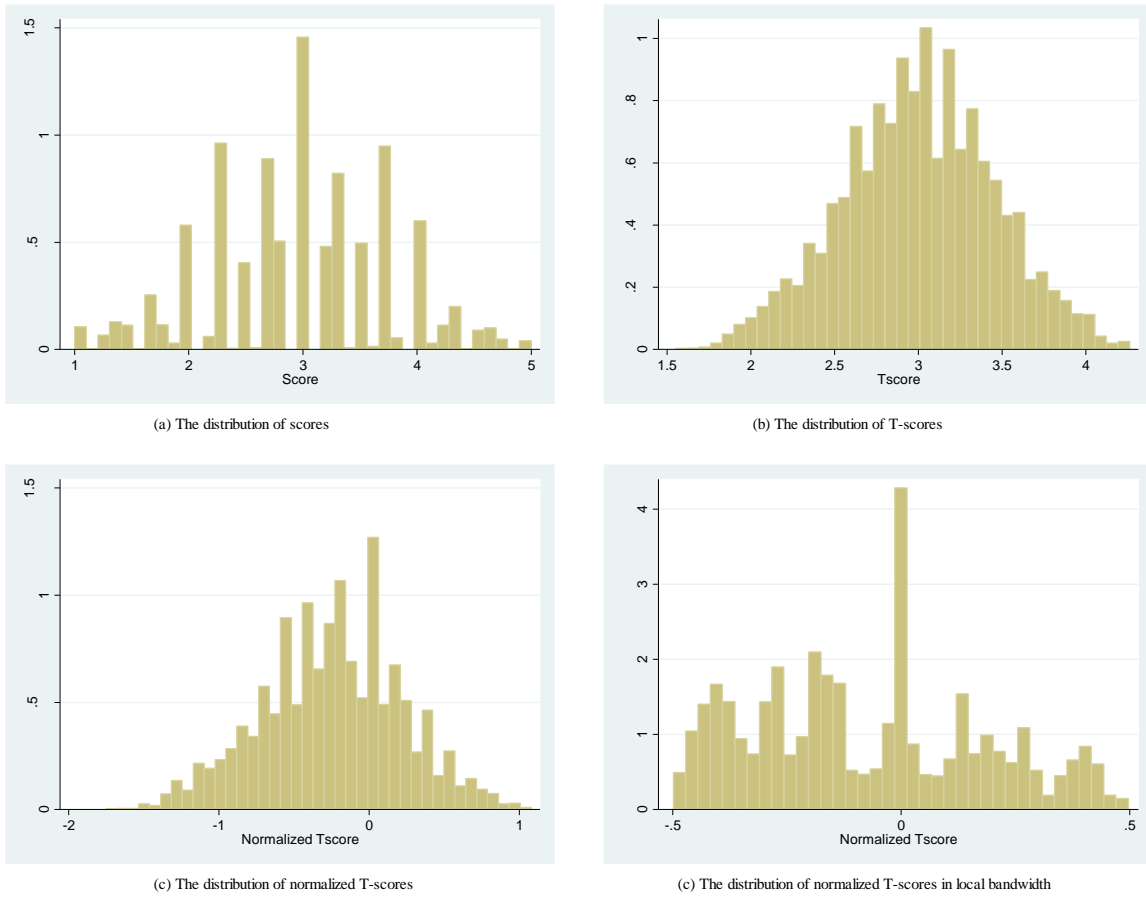 1.5
1
.5
0
1 2 3 4 5
Score
(a) The distribution of scores
1
.8
.6
.4
.2
0
1.5 2 2.5 3 3.5 4
Tscore
(b) The distribution of T-scores
1.5
1
.5
0
-2 -1 0 1
Normalized Tscore
(c) The distribution of normalized T-scores
4
3
2
1
0
-.5 0 .5
Normalized Tscore
(c) The distribution of normalized T-scores in local bandwidth